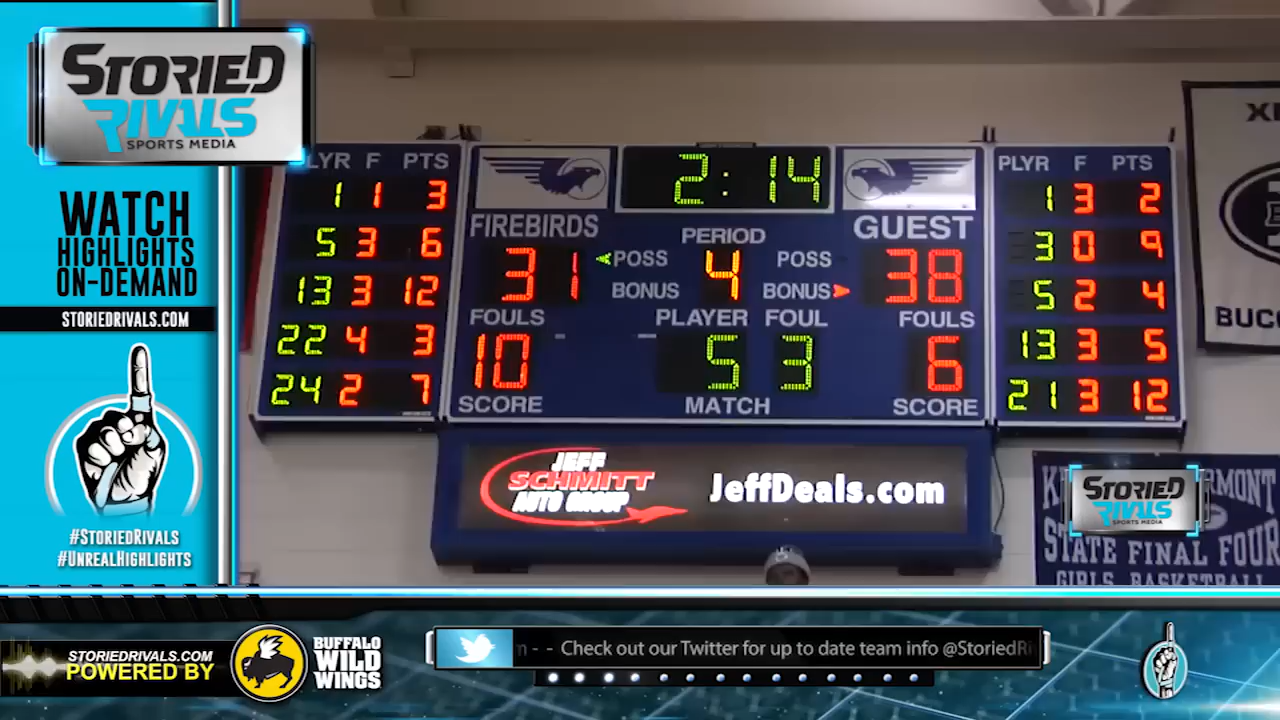 STORIED
RIVALS
SPORTS MEDIA
WATCH
HIGHLIGHTS
ON-DEMAND
STORIEDRIVALS.COM
#STORIEDRIVALS
#UNREALHIGHLIGHTS
PLYR F PTS
1 1 3
5 3 6
13 3 12
22 4 3
24 2 7
2:14
FIREBIRDS
GUEST
PERIOD
31
POSS
4
POSS
38
BONUS
BONUS
FOULS
PLAYER FOUL
FOULS
10
5 3
6
SCORE
MATCH
SCORE
PLYR F PTS
1 3 2
3 0 9
5 2 4
13 3 5
21 3 12
JEFF
SCHMITT
AUTO GROUP
JeffDeals.com
STORIED
RIVALS
SPORTS MEDIA
STATE FINAL FOUR
GIRLS BASKETBALL
STORIEDRIVALS.COM
POWERED BY
BUFFALO
WILD
WINGS
- - Check out our Twitter for up to date team info